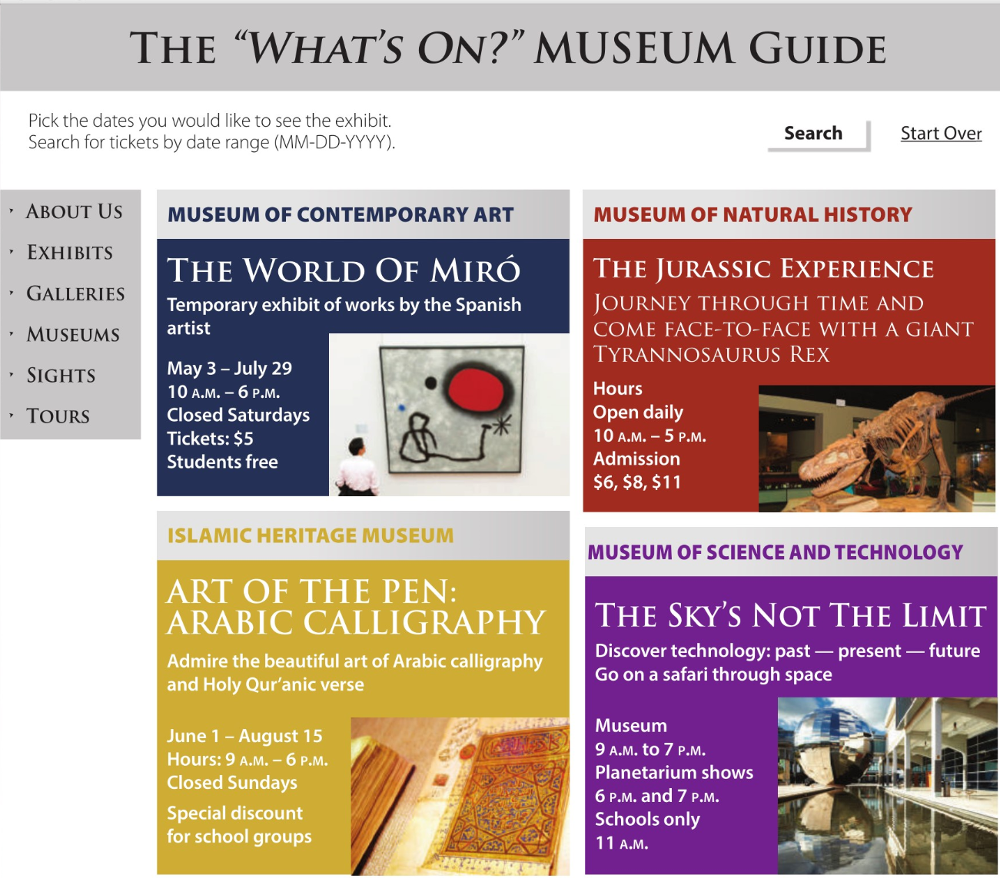 THE “WHAT’S ON?” MUSEUM GUIDE
Pick the dates you would like to see the exhibit.
Search for tickets by date range (MM-DD-YYYY).
Search
Start Over
ABOUT US
EXHIBITS
GALLERIES
MUSEUMS
SIGHTS
TOURS
MUSEUM OF CONTEMPORARY ART
THE WORLD OF MIRÓ
Temporary exhibit of works by the Spanish
artist
May 3 – July 29
10 A.M. – 6 P.M.
Closed Saturdays
Tickets: $5
Students free
MUSEUM OF NATURAL HISTORY
THE JURASSIC EXPERIENCE
JOURNEY THROUGH TIME AND
COME FACE-TO-FACE WITH A GIANT
TYRANNOSAURUS REX
Hours
Open daily
10 A.M. – 5 P.M.
Admission
$6, $8, $11
ISLAMIC HERITAGE MUSEUM
ART OF THE PEN:
ARABIC CALLIGRAPHY
Admire the beautiful art of Arabic calligraphy
and Holy Qur’anic verse
June 1 – August 15
Hours: 9 A.M. – 6 P.M.
Closed Sundays
Special discount
for school groups
MUSEUM OF SCIENCE AND TECHNOLOGY
THE SKY’S NOT THE LIMIT
Discover technology: past — present — future
Go on a safari through space
Museum
9 A.M. to 7 P.M.
Planetarium shows
6 P.M. and 7 P.M.
Schools only
11 A.M.